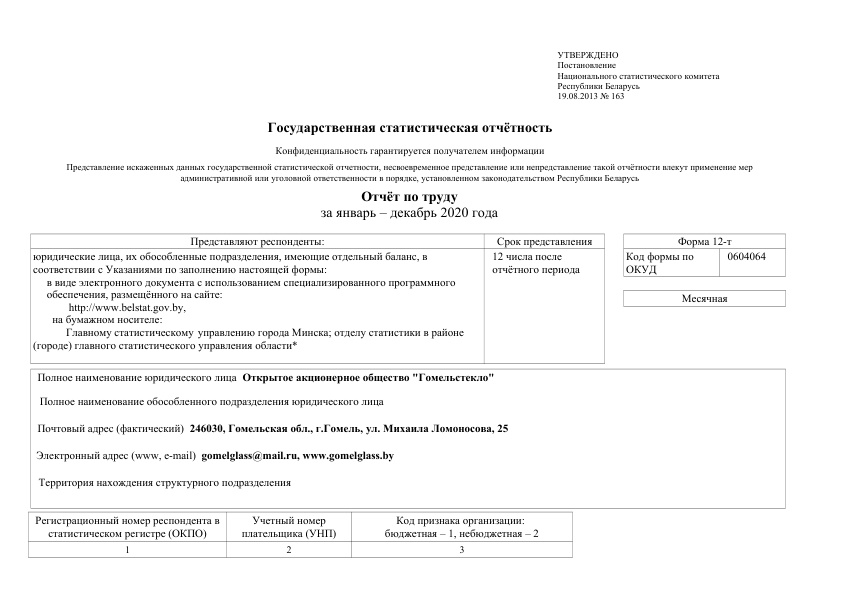 УТВЕРЖДЕНО
Постановление
Национального статистического комитета
Республики Беларусь
19.08.2013 № 163
Государственная статистическая отчётность
Конфиденциальность гарантируется получателем информации
Представление искаженных данных государственной статистической отчетности, несвоевременное представление или непредставление такой отчётности влекут применение мер
административной или уголовной ответственности в порядке, установленном законодательством Республики Беларусь
Отчёт по труду
за январь – декабрь 2020 года
Представляют респонденты:
Срок представления
юридические лица, их обособленные подразделения, имеющие отдельный баланс, в
соответствии с Указаниями по заполнению настоящей формы:
в виде электронного документа с использованием специализированного программного
обеспечения, размещённого на сайте:
http://www.belstat.gov.by,
на бумажном носителе:
Главному статистическому управлению города Минска; отделу статистики в районе
(городе) главного статистического управления области*
12 числа после
отчётного периода
Форма 12-т
Код формы по
ОКУД
0604064
Месячная
Полное наименование юридического лица Открытое акционерное общество "Гомельстекло"
Полное наименование обособленного подразделения юридического лица
Почтовый адрес (фактический) 246030, Гомельская обл., г.Гомель, ул. Михаила Ломоносова, 25
Электронный адрес (www, e-mail) gomelglass@mail.ru, www.gomelglass.by
Территория нахождения структурного подразделения
Регистрационный номер респондента в
статистическом регистре (ОКПО)
Учетный номер
плательщика (УНП)
Код признака организации:
бюджетная – 1, небюджетная – 2
1
2
3